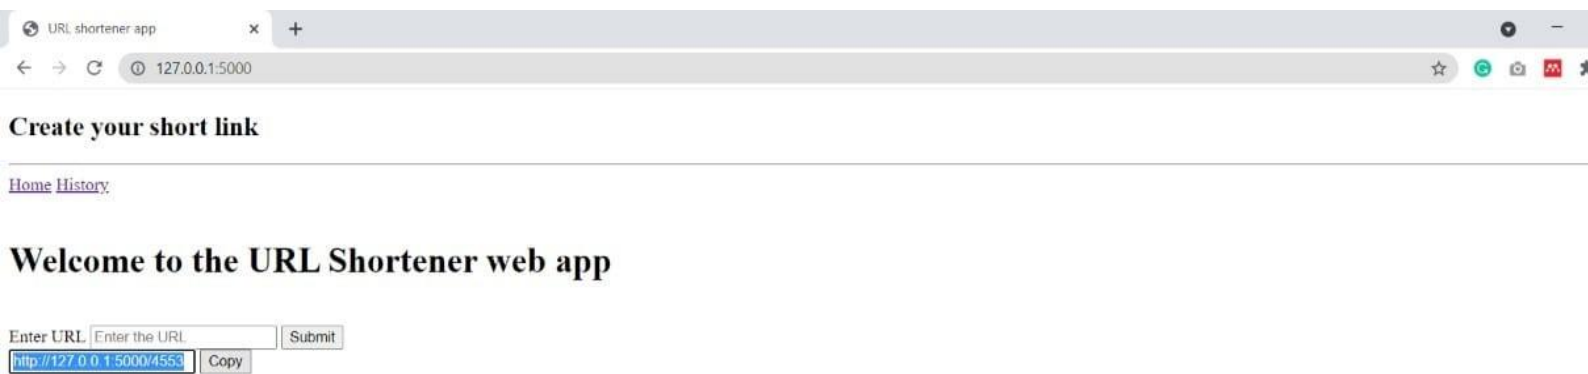 URL shortener app
127.0.0.1:5000
Create your short link
Home History
Welcome to the URL Shortener web app
Enter URL Enter the URL Submit
http://127.0.0.1:5000/4553 Copy